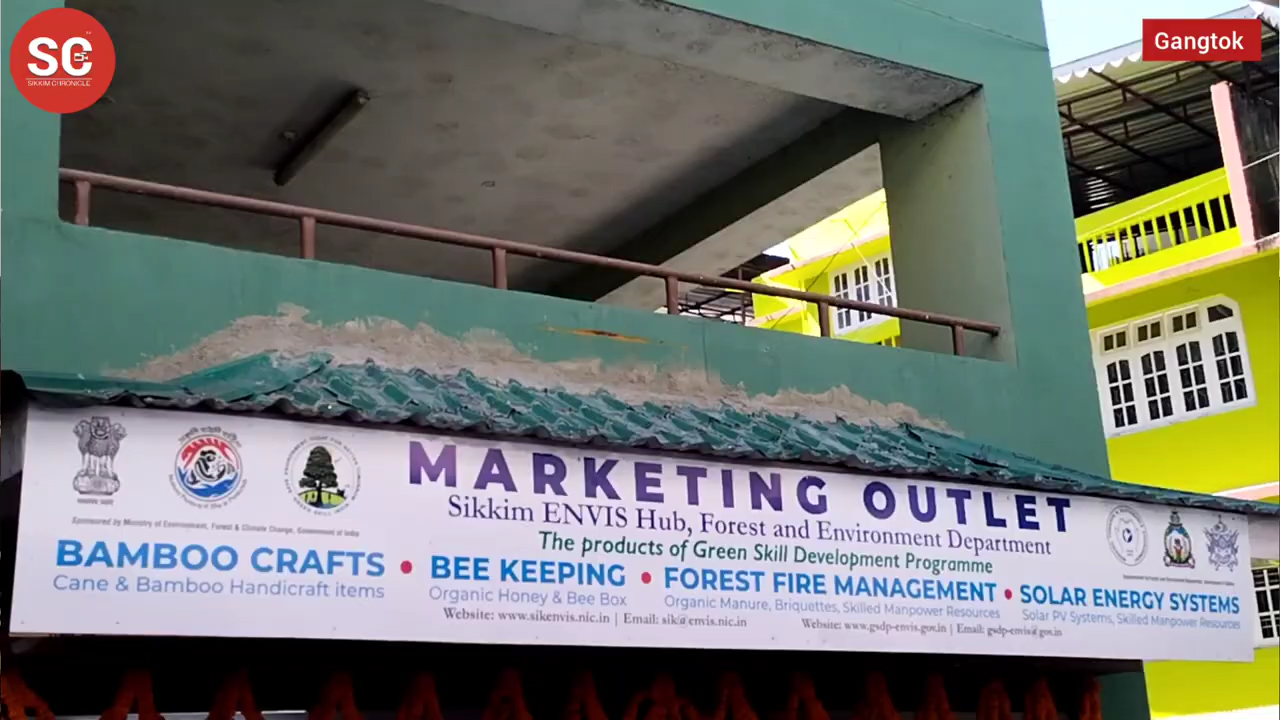 SC
SIKKIM CHRONICLE
Gangtok
MARKETING OUTLET
Sikkim ENVIS Hub, Forest and Environment Department
The products of Green Skill Development Programme
Sponsored by Ministry of Environment, Forest & Climate Change, Government of India
BAMBOO CRAFTS • BEE KEEPING • FOREST FIRE MANAGEMENT • SOLAR ENERGY SYSTEMS
Cane & Bamboo Handicraft items
Organic Honey & Bee Box
Organic Manure, Briquettes, Skilled Manpower Resources
Solar PV Systems, Skilled Manpower Resources
Website: www.sikenvis.nic.in | Email: sik@envis.nic.in
Website: www.gsdp-envis.gov.in | Email: gsdp-envis@gov.in